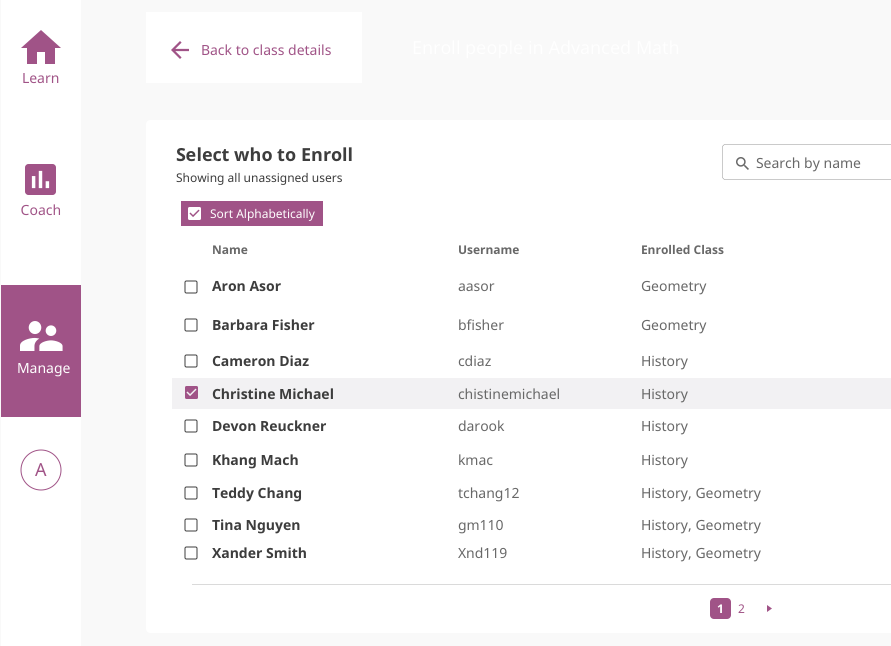 Learn
Coach
Manage
A
Back to class details
Enroll people in Advanced Math
Select who to Enroll
Showing all unassigned users
Search by name
Sort Alphabetically
Name Username Enrolled Class
Aron Asor aasor Geometry
Barbara Fisher bfisher Geometry
Cameron Diaz cdiaz History
Christine Michael chistinemichael History
Devon Reuckner darook History
Khang Mach kmac History
Teddy Chang tchang12 History, Geometry
Tina Nguyen gm110 History, Geometry
Xander Smith Xnd119 History, Geometry
1 2